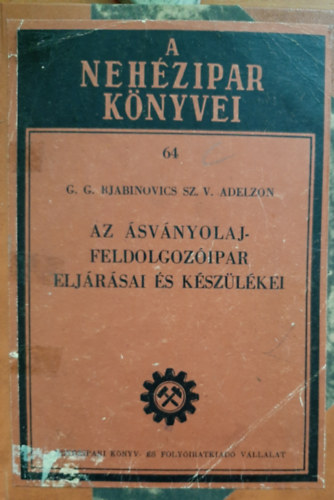 A
NEHÉZIPAR
KÖNYVEI
64
G. G. RJABINOVICS SZ. V. ADELZON
AZ ÁSVÁNYOLAJ-
FELDOLGOZÓIPAR
ELJÁRÁSAI ÉS KÉSZÜLÉKEI
KÖNYV- ÉS FOLYÓIRATKIADÓ VÁLLALAT